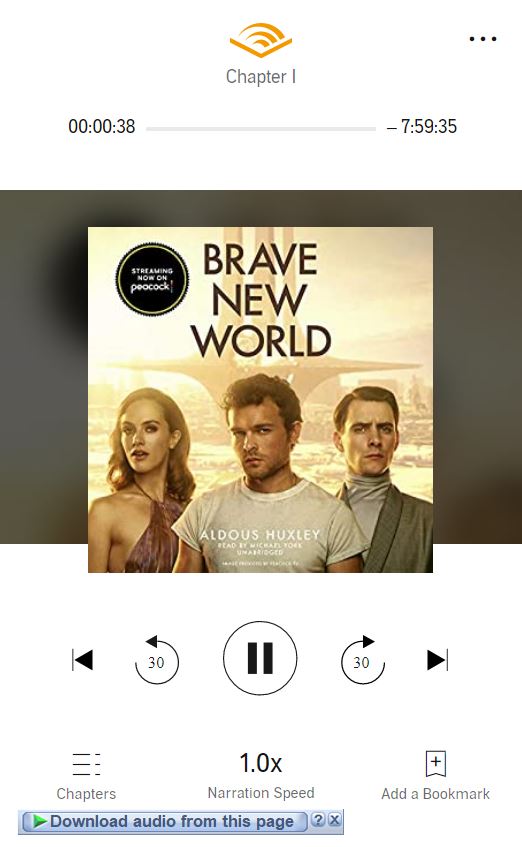 Chapter I
00:00:38
– 7:59:35
STREAMING
NOW ON
peacock
BRAVE
NEW
WORLD
ALDOUS HUXLEY
READ BY MICHAEL YORK
UNABRIDGED
30
30
Chapters
1.0x
Narration Speed
Add a Bookmark
Download audio from this page
?
X